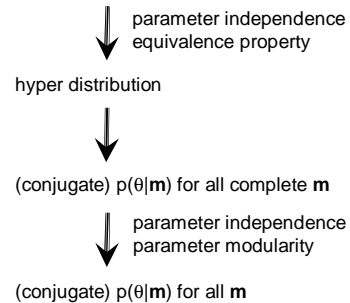 parameter independence
equivalence property
hyper distribution
(conjugate) p(θ|m) for all complete m
parameter independence
parameter modularity
(conjugate) p(θ|m) for all m